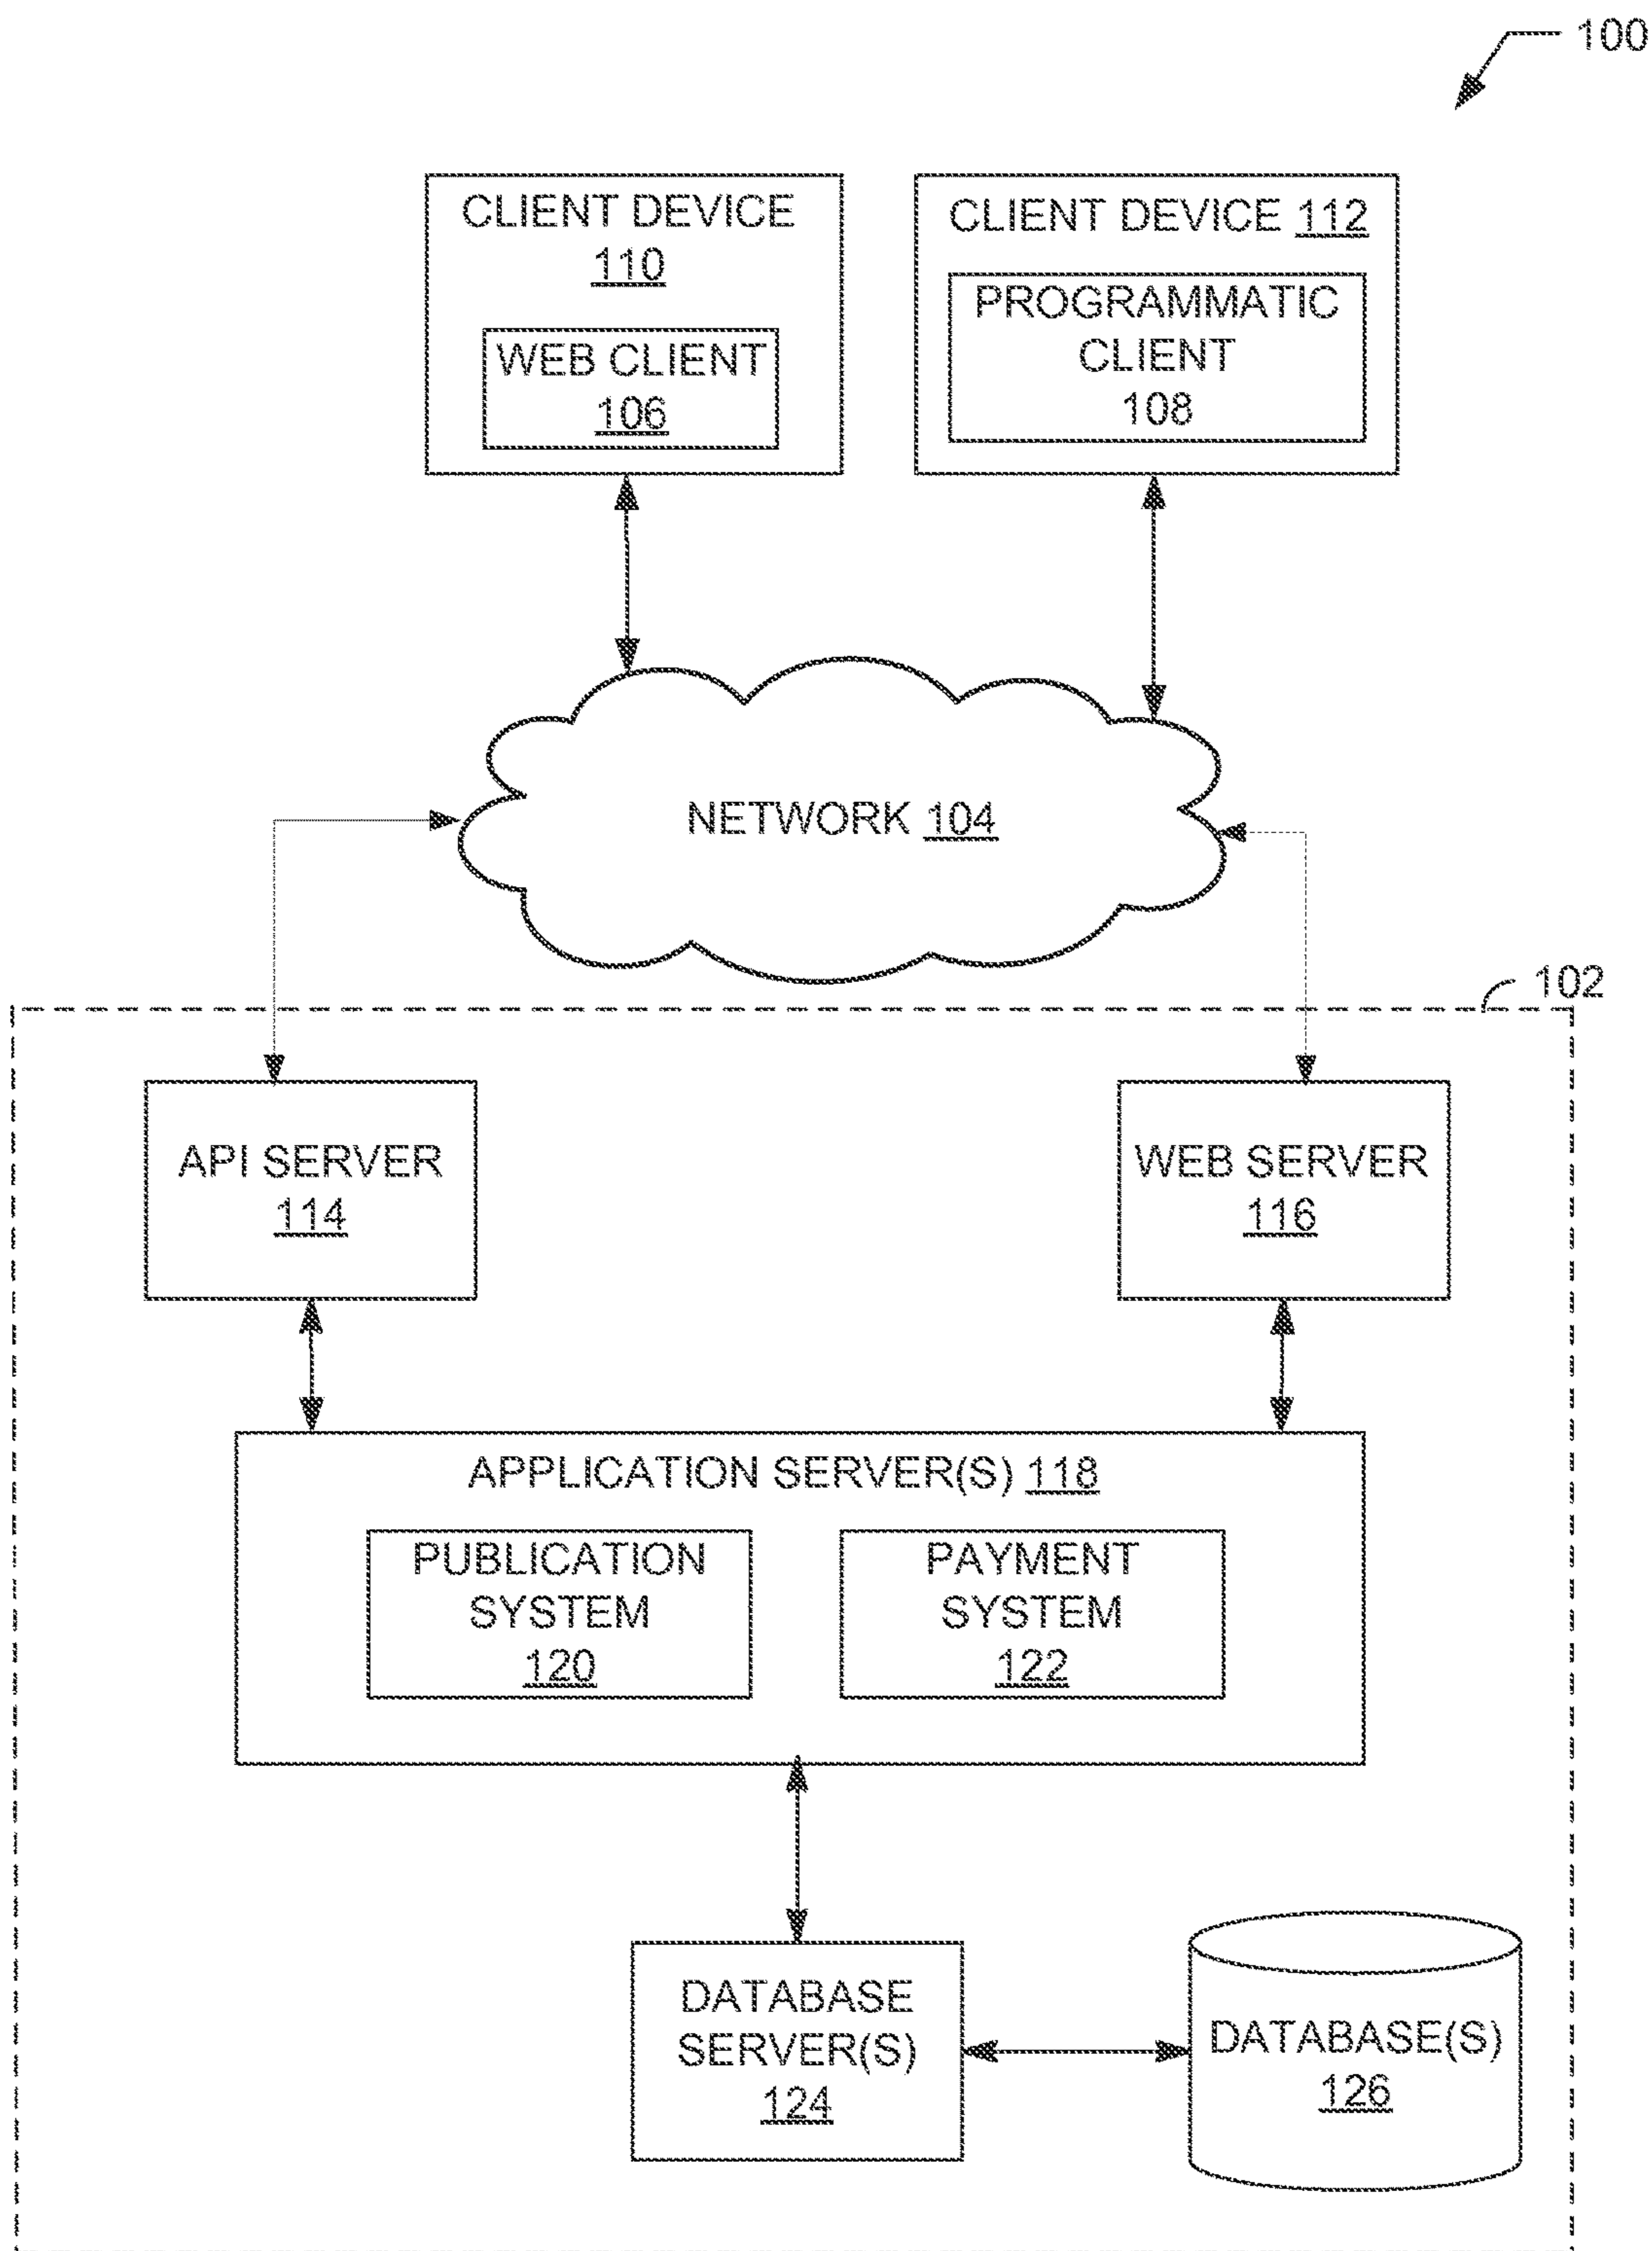 100
CLIENT DEVICE
110
WEB CLIENT
106
CLIENT DEVICE 112
PROGRAMMATIC
CLIENT
108
NETWORK 104
102
API SERVER
114
WEB SERVER
116
APPLICATION SERVER(S) 118
PUBLICATION
SYSTEM
120
PAYMENT
SYSTEM
122
DATABASE
SERVER(S)
124
DATABASE(S)
126